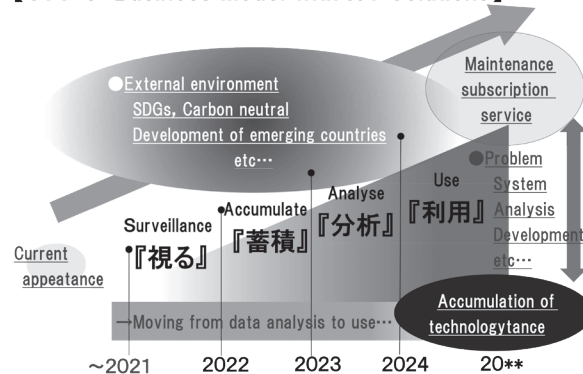 External environment
SDGs, Carbon neutral
Development of emerging countries
etc…
Maintenance
subscription
service
Problem
System
Analysis
Development
etc…
Surveillance
『視る』
Accumulate
『蓄積』
Analyse
『分析』
Use
『利用』
Current
appeatance
→Moving from data analysis to use…
Accumulation of
technologytance
～2021
2022
2023
2024
20**